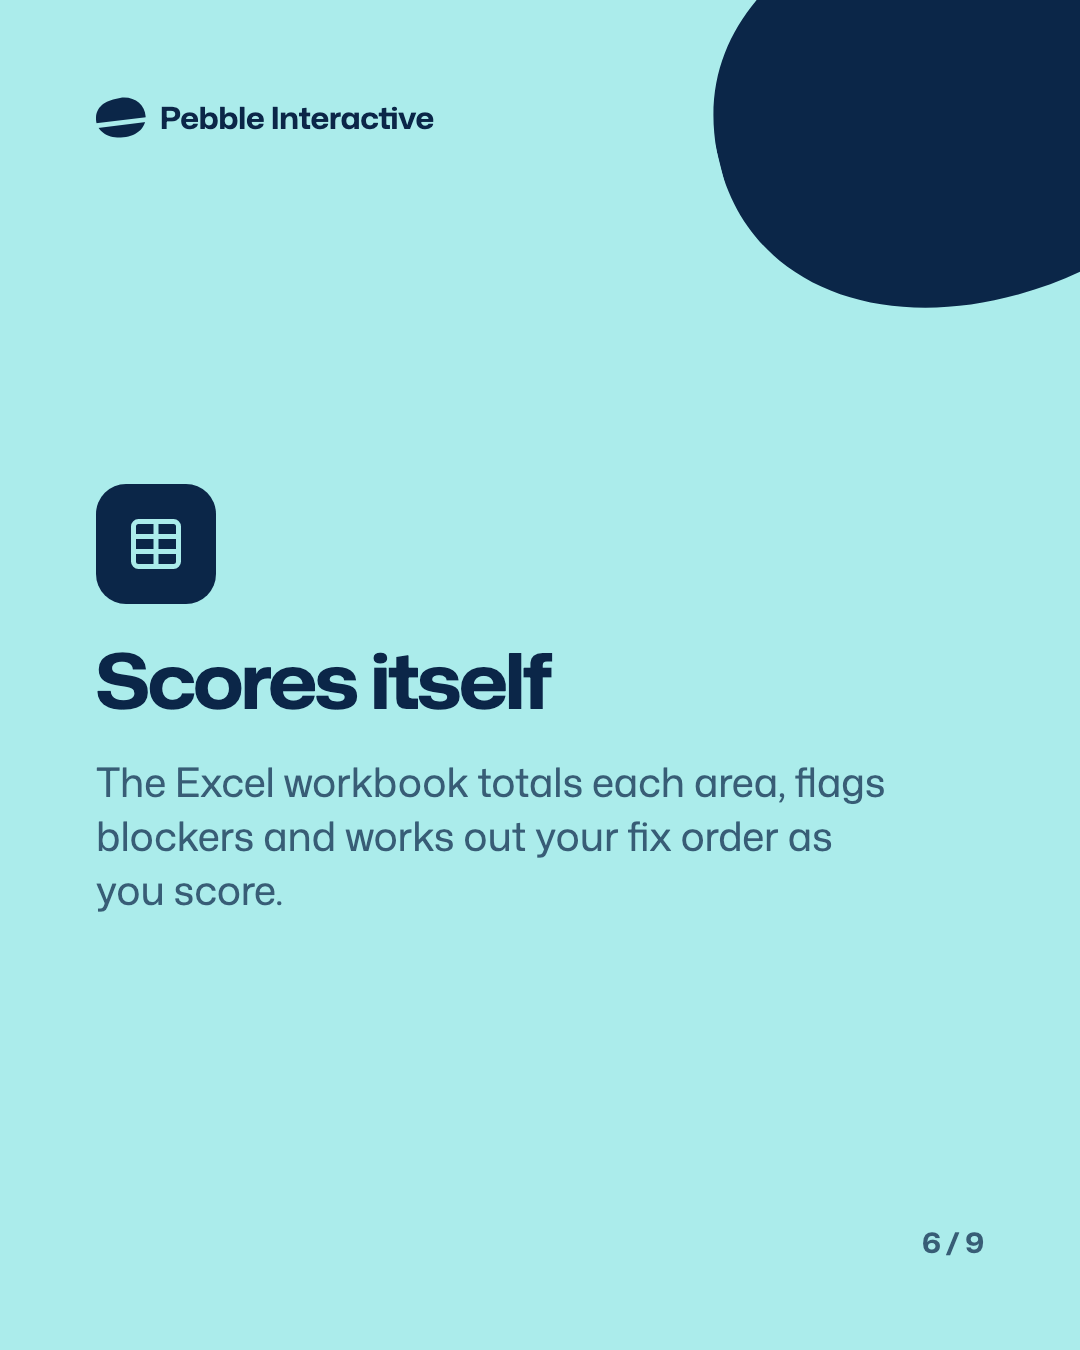 Pebble Interactive
Scores itself
The Excel workbook totals each area, flags
blockers and works out your fix order as
you score.
6 / 9